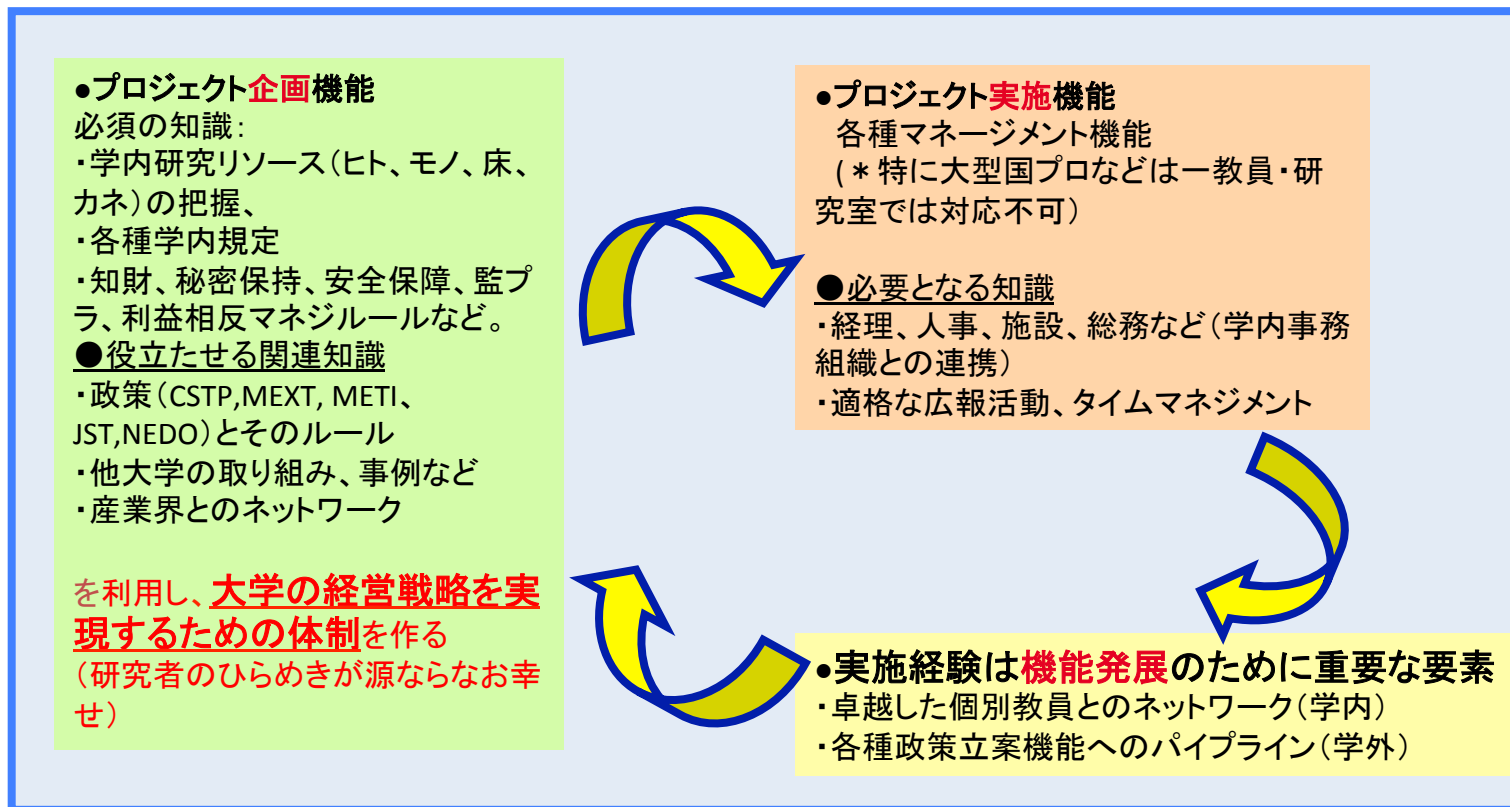 ●プロジェクト企画機能
必須の知識:
・学内研究リソース(ヒト、モノ、床、
カネ)の把握、
・各種学内規定
・知財、秘密保持、安全保障、監プ
ラ、利益相反マネジルールなど。
●役立たせる関連知識
・政策(CSTP,MEXT, METI、
JST,NEDO)とそのルール
・他大学の取り組み、事例など
・産業界とのネットワーク
を利用し、大学の経営戦略を実
現するための体制を作る
(研究者のひらめきが源ならなお幸
せ)
●プロジェクト実施機能
各種マネージメント機能
(*特に大型国プロなどは一教員・研
究室では対応不可)
●必要となる知識
・経理、人事、施設、総務など(学内事務
組織との連携)
・適格な広報活動、タイムマネジメント
●実施経験は機能発展のために重要な要素
・卓越した個別教員とのネットワーク(学内)
・各種政策立案機能へのパイプライン(学外)